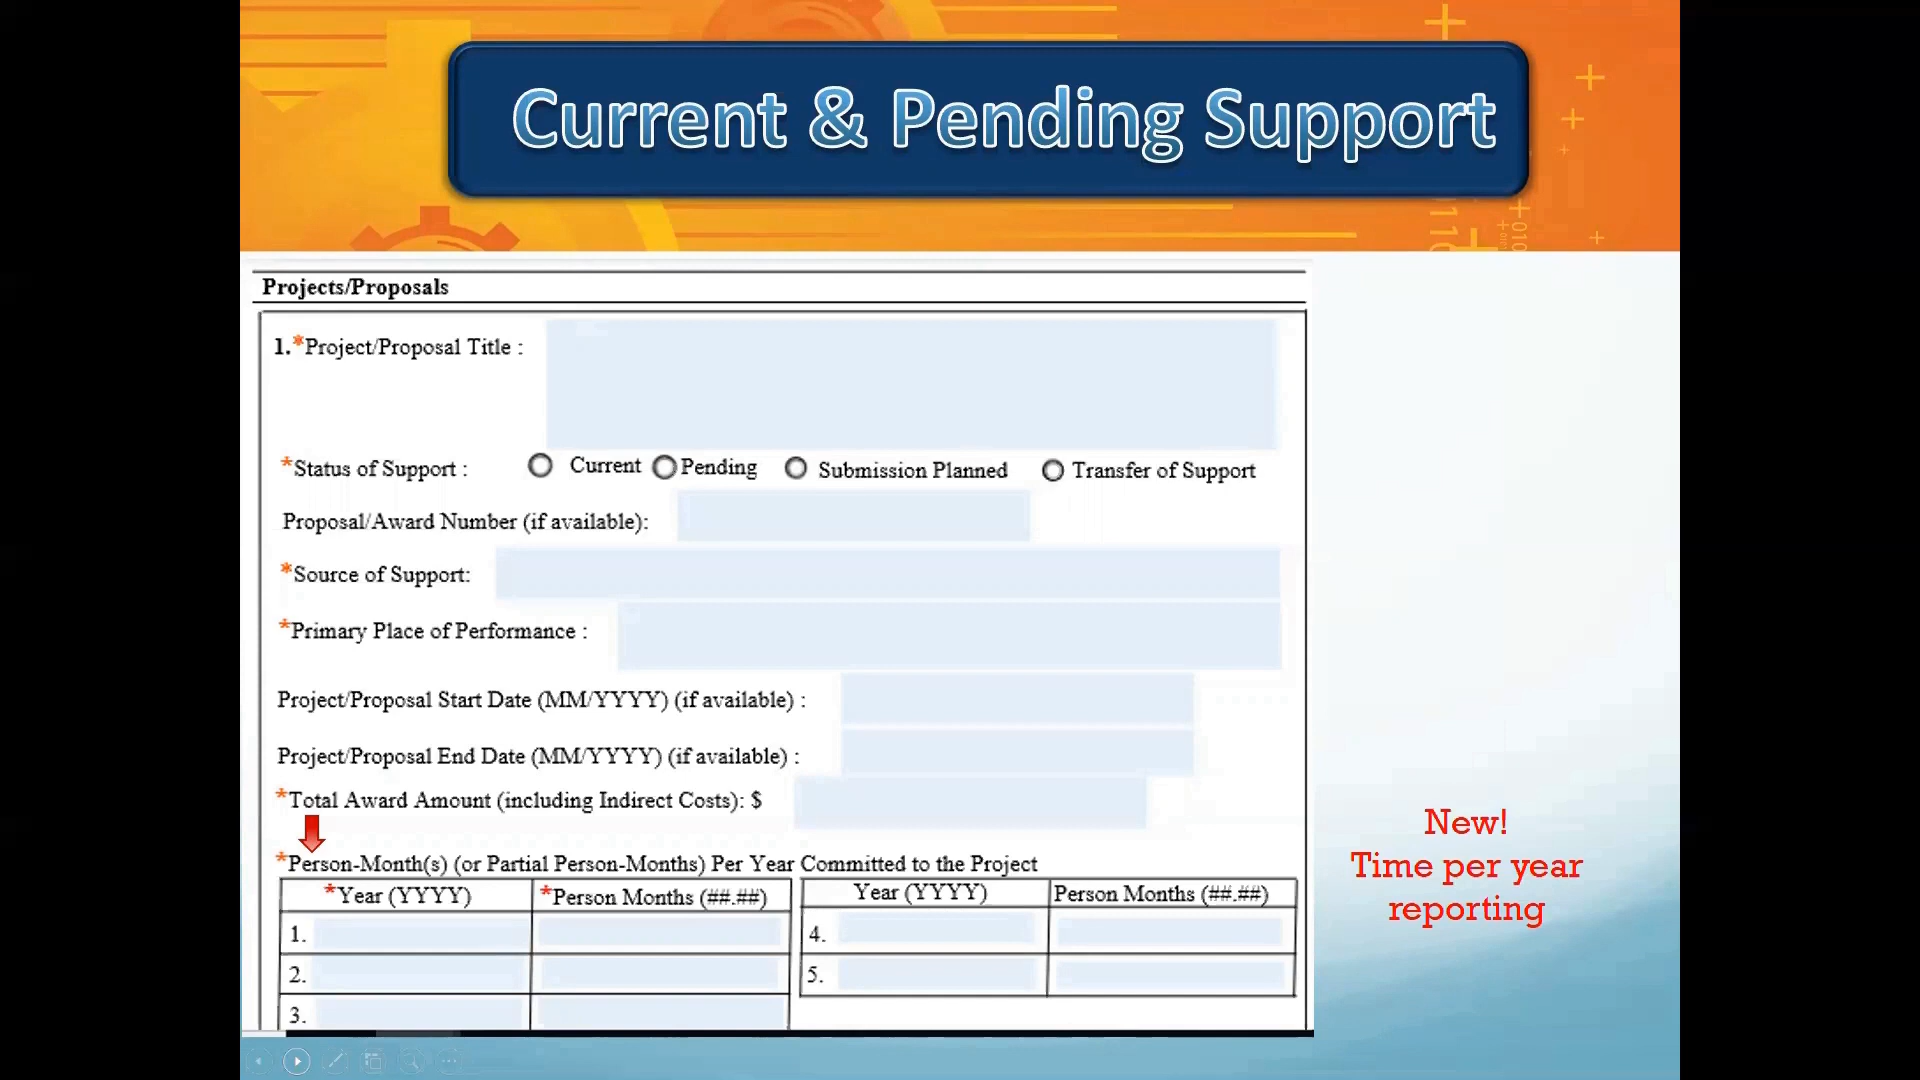 Current & Pending Support
Projects/Proposals
1.*Project/Proposal Title :
*Status of Support : Current Pending Submission Planned Transfer of Support
Proposal/Award Number (if available):
*Source of Support:
*Primary Place of Performance :
Project/Proposal Start Date (MM/YYYY) (if available) :
Project/Proposal End Date (MM/YYYY) (if available) :
*Total Award Amount (including Indirect Costs): $
*Person-Month(s) (or Partial Person-Months) Per Year Committed to the Project
*Year (YYYY) *Person Months (##.##) Year (YYYY) Person Months (##.##)
1. 4.
2. 5.
3.
New!
Time per year
reporting